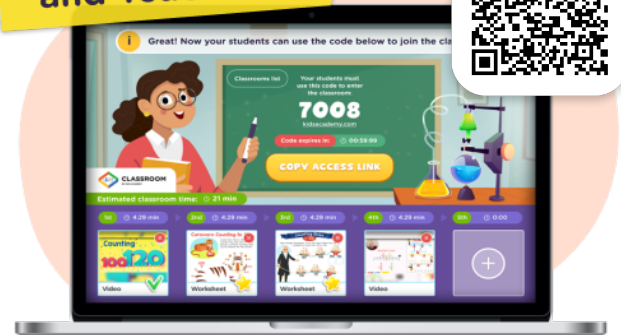 and
Great! Now your students can use the code below to join the cla
Classrooms list
Your students must
use this code to enter
the classroom
7008
kidsacademy.com
Code expires in: 00:59:99
COPY ACCESS LINK
CLASSROOM
Estimated classroom time: 21 min
1st 4:29 min 2nd 4:29 min 3rd 4:29 min 4th 4:29 min 5th 0:00
Counting
100 120
Video Worksheet Worksheet Video